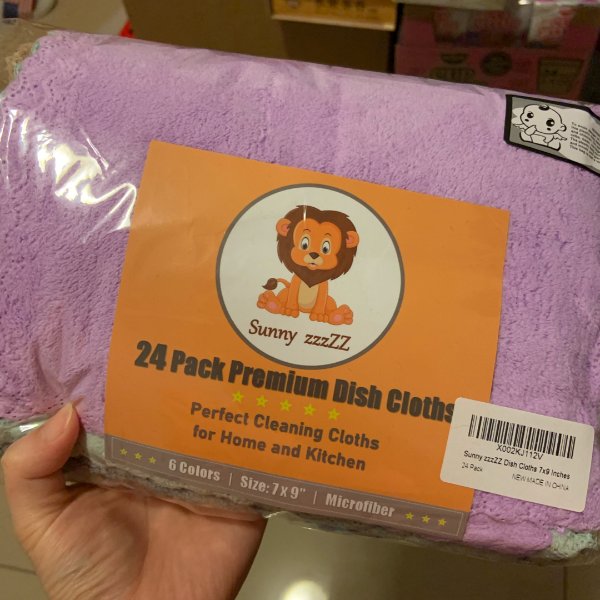 Sunny zzzZZ
24 Pack Premium Dish Cloths
Perfect Cleaning Cloths
for Home and Kitchen
6 Colors | Size: 7 x 9" | Microfiber
X002KJ112V
Sunny zzzZZ Dish Cloths 7x9 Inches
24 Pack
NEW MADE IN CHINA